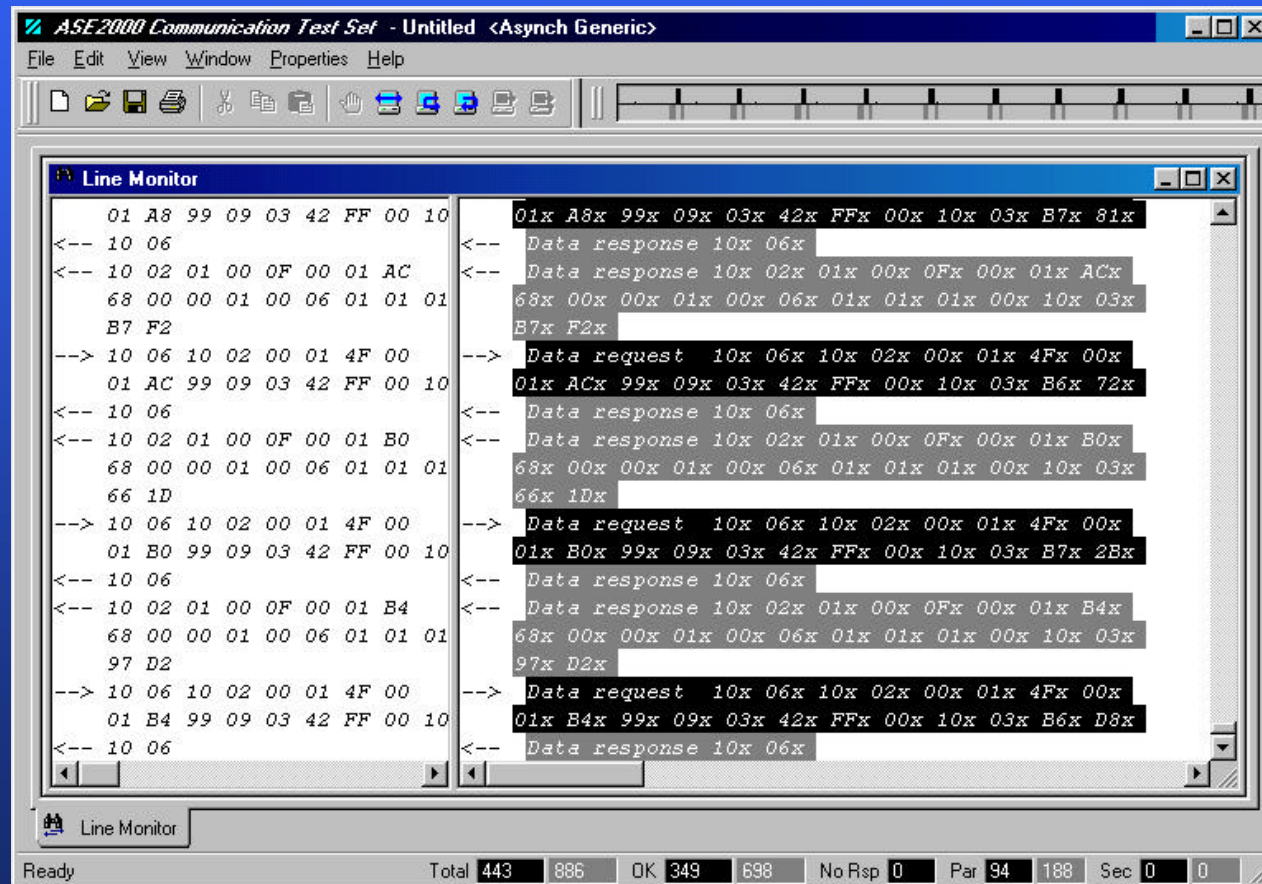 ASE2000 Communication Test Set - Untitled <Asynch Generic>
File Edit View Window Properties Help
Line Monitor
01 A8 99 09 03 42 FF 00 10
<-- 10 06
<-- 10 02 01 00 0F 00 01 AC
68 00 00 01 00 06 01 01 01
B7 F2
--> 10 06 10 02 00 01 4F 00
01 AC 99 09 03 42 FF 00 10
<-- 10 06
<-- 10 02 01 00 0F 00 01 B0
68 00 00 01 00 06 01 01 01
66 1D
--> 10 06 10 02 00 01 4F 00
01 B0 99 09 03 42 FF 00 10
<-- 10 06
<-- 10 02 01 00 0F 00 01 B4
68 00 00 01 00 06 01 01 01
97 D2
--> 10 06 10 02 00 01 4F 00
01 B4 99 09 03 42 FF 00 10
<-- 10 06
01x A8x 99x 09x 03x 42x FFx 00x 10x 03x B7x 81x
<-- Data response 10x 06x
<-- Data response 10x 02x 01x 00x 0Fx 00x 01x ACx
68x 00x 00x 01x 00x 06x 01x 01x 01x 00x 10x 03x
B7x F2x
--> Data request 10x 06x 10x 02x 00x 01x 4Fx 00x
01x ACx 99x 09x 03x 42x FFx 00x 10x 03x B6x 72x
<-- Data response 10x 06x
<-- Data response 10x 02x 01x 00x 0Fx 00x 01x B0x
68x 00x 00x 01x 00x 06x 01x 01x 01x 00x 10x 03x
66x 1Dx
--> Data request 10x 06x 10x 02x 00x 01x 4Fx 00x
01x B0x 99x 09x 03x 42x FFx 00x 10x 03x B7x 2Bx
<-- Data response 10x 06x
<-- Data response 10x 02x 01x 00x 0Fx 00x 01x B4x
68x 00x 00x 01x 00x 06x 01x 01x 01x 00x 10x 03x
97x D2x
--> Data request 10x 06x 10x 02x 00x 01x 4Fx 00x
01x B4x 99x 09x 03x 42x FFx 00x 10x 03x B6x D8x
<-- Data response 10x 06x
Line Monitor
Ready Total 443 886 OK 349 698 No Rsp 0 Par 94 188 Sec 0 0